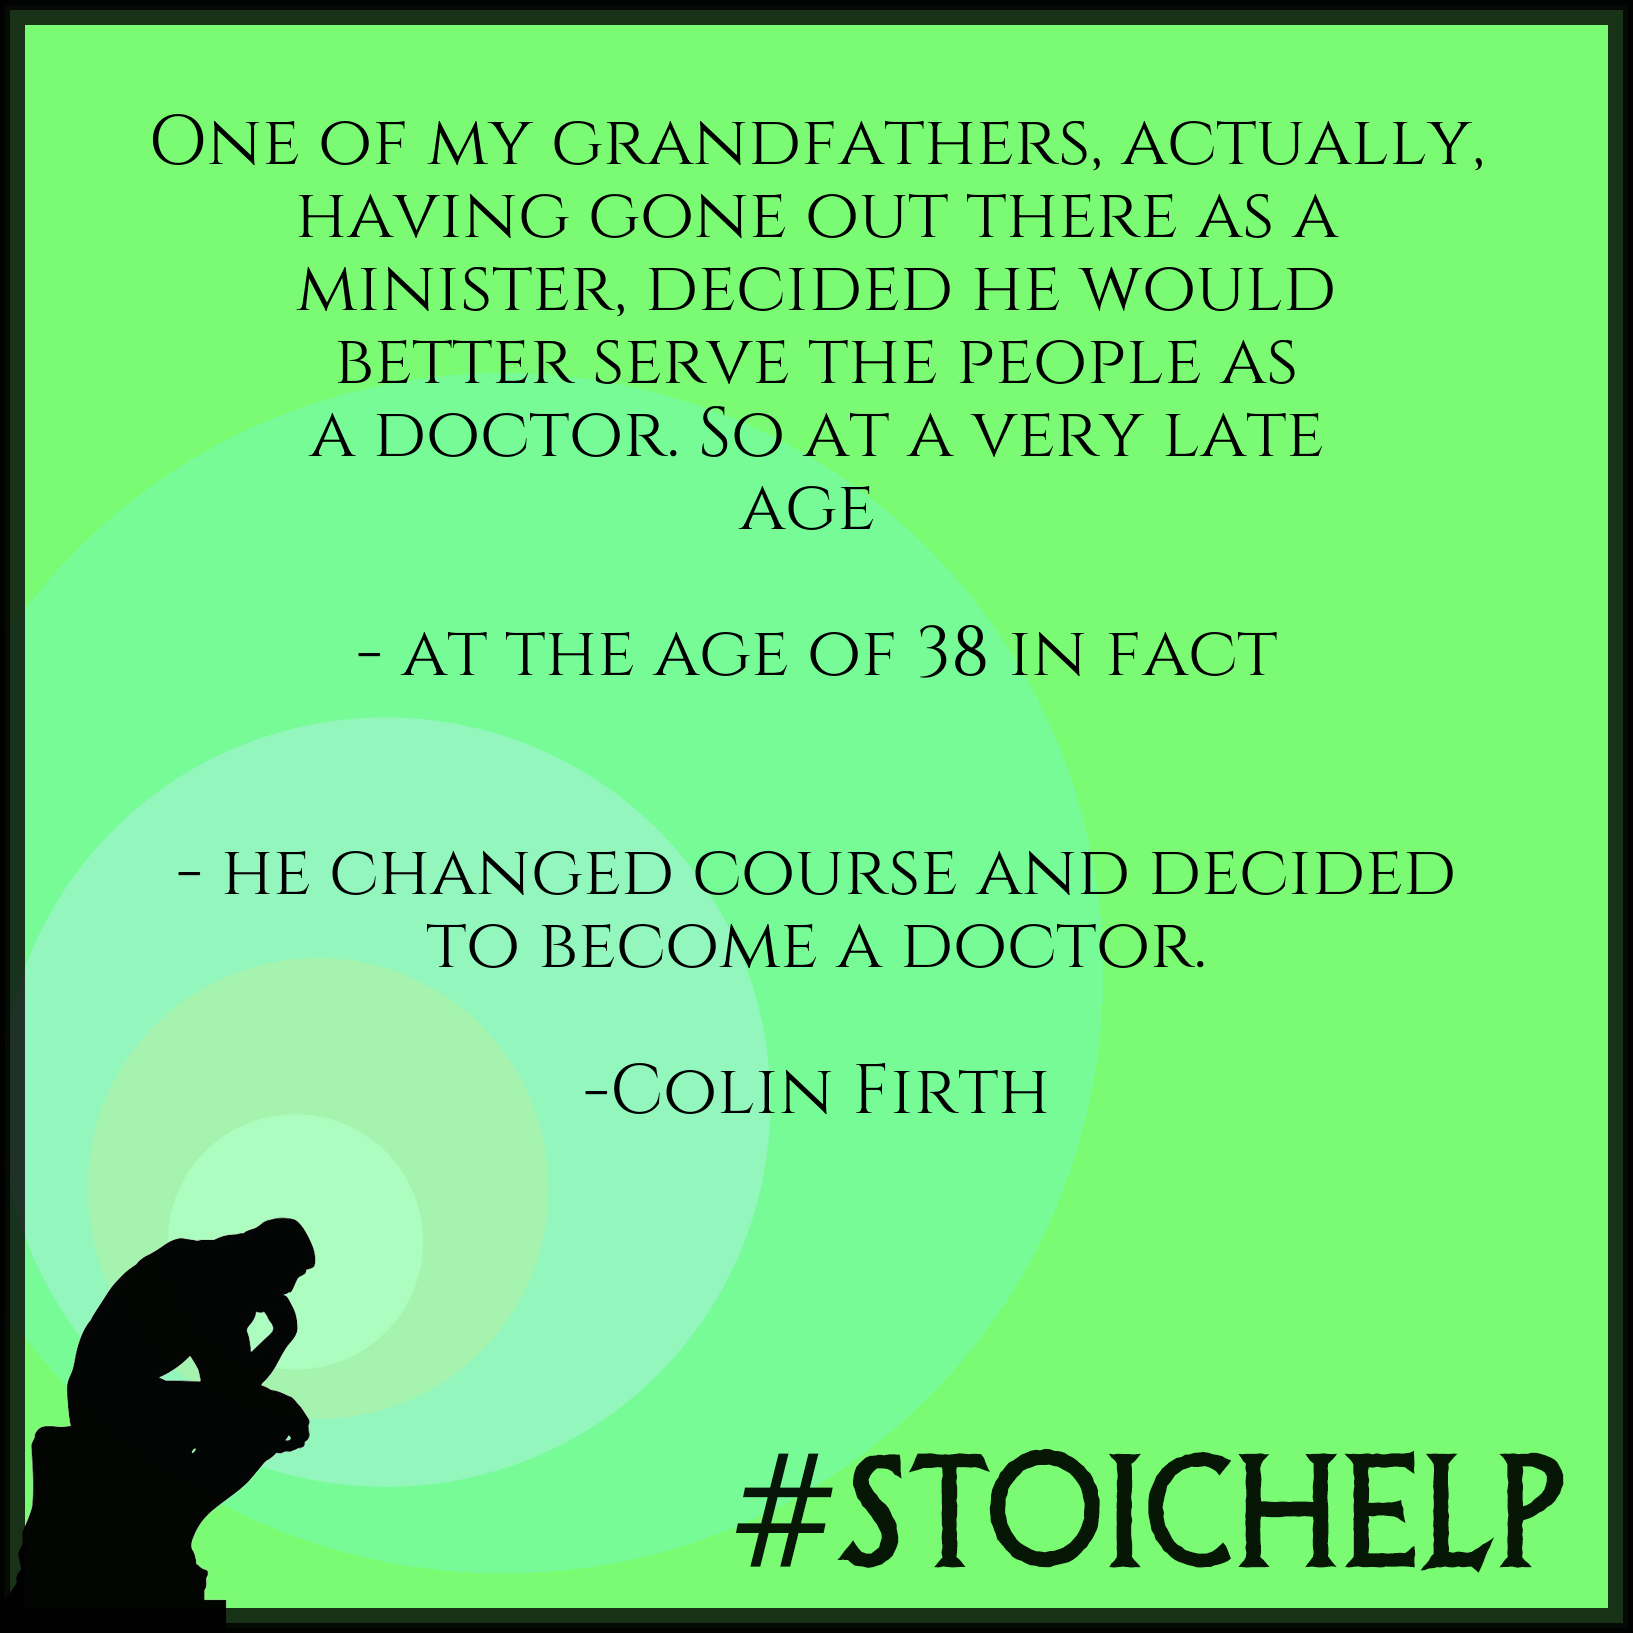 One of my grandfathers, actually,
having gone out there as a
minister, decided he would
better serve the people as
a doctor. So at a very late
age
- at the age of 38 in fact
- he changed course and decided
to become a doctor.
-Colin Firth
#STOICHELP